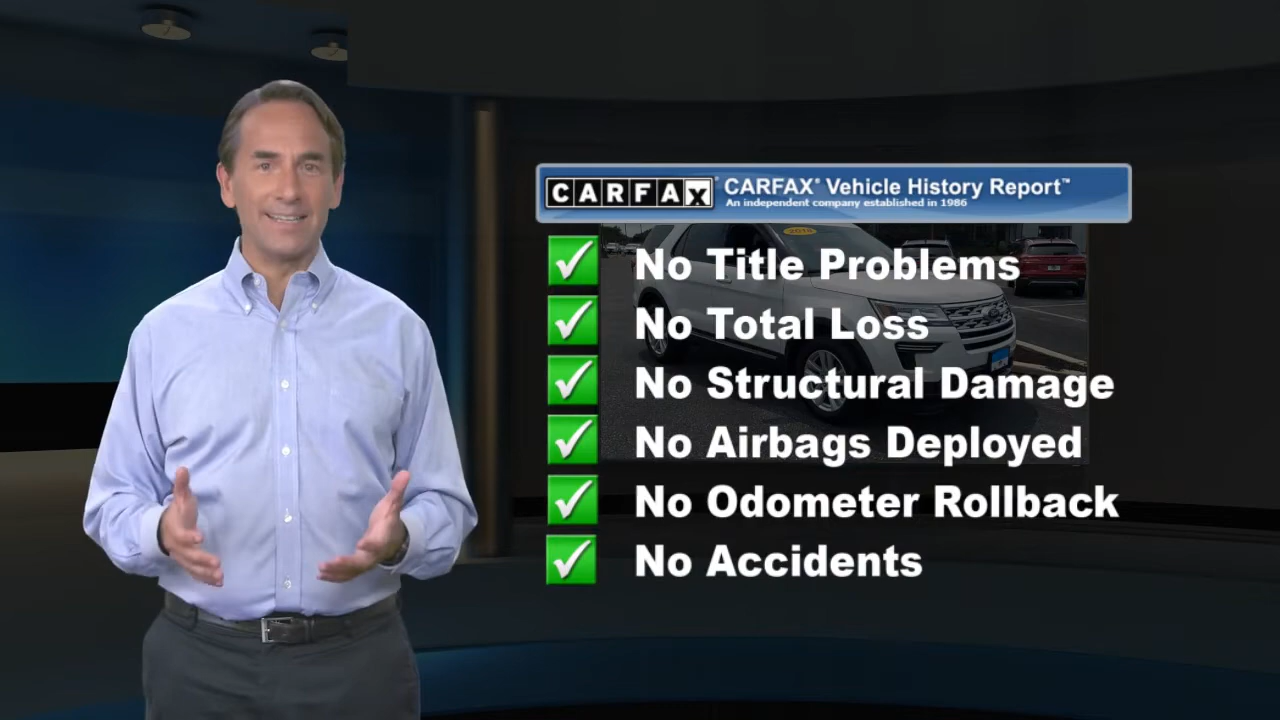 CARFAX® CARFAX® Vehicle History Report™
An independent company established in 1986
No Title Problems
No Total Loss
No Structural Damage
No Airbags Deployed
No Odometer Rollback
No Accidents